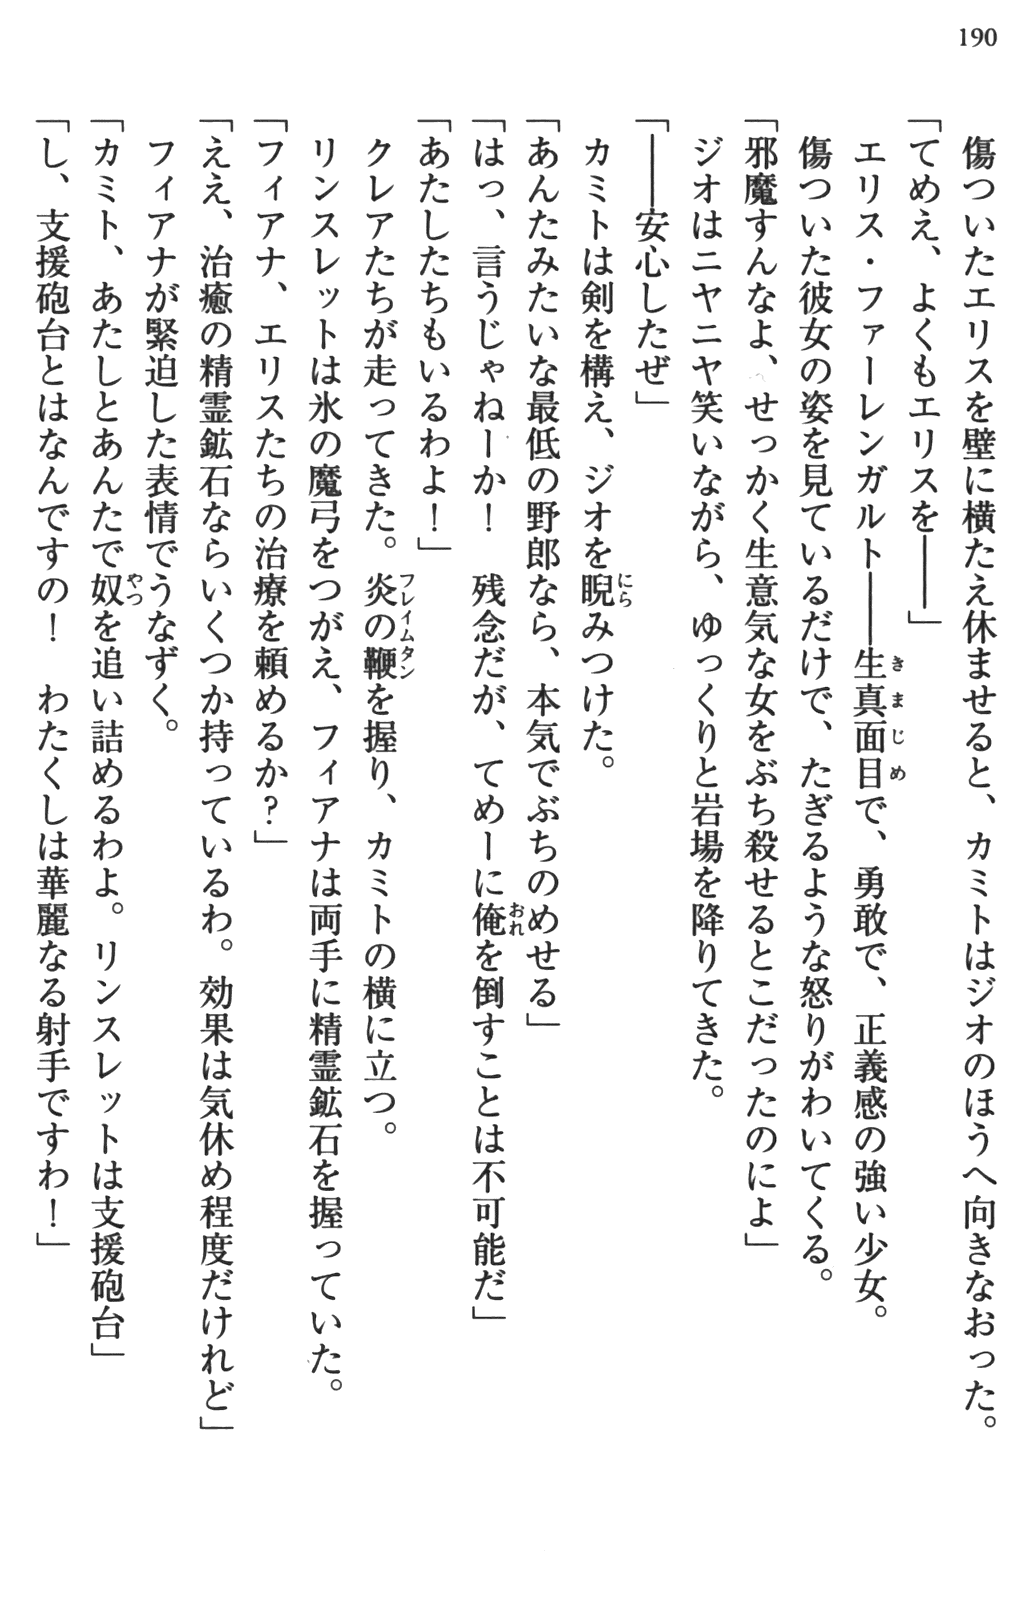 190
　傷ついたエリスを壁に横たえ休ませると、カミトはジオのほうへ向きなおった。
「てめえ、よくもエリスを――」
　エリス・ファーレンガルト――生真面目で、勇敢で、正義感の強い少女。
　傷ついた彼女の姿を見ているだけで、たぎるような怒りがわいてくる。
「邪魔すんなよ、せっかく生意気な女をぶち殺せるとこだったのによ」
　ジオはニヤニヤ笑いながら、ゆっくりと岩場を降りてきた。
「――安心したぜ」
　カミトは剣を構え、ジオを睨みつけた。
「あんたみたいな最低の野郎なら、本気でぶちのめせる」
「はっ、言うじゃねーか！　残念だが、てめーに俺を倒すことは不可能だ」
「あたしたちもいるわよ！」
　クレアたちが走ってきた。炎の鞭を握り、カミトの横に立つ。
　リンスレットは氷の魔弓をつがえ、フィアナは両手に精霊鉱石を握っていた。
「フィアナ、エリスたちの治療を頼めるか？」
「ええ、治癒の精霊鉱石ならいくつか持っているわ。効果は気休め程度だけれど」
　フィアナが緊迫した表情でうなずく。
「カミト、あたしとあんたで奴を追い詰めるわよ。リンスレットは支援砲台」
「し、支援砲台とはなんですの！　わたくしは華麗なる射手ですわ！」
きまじめ
にら
おれ
フレイムタン
やつ